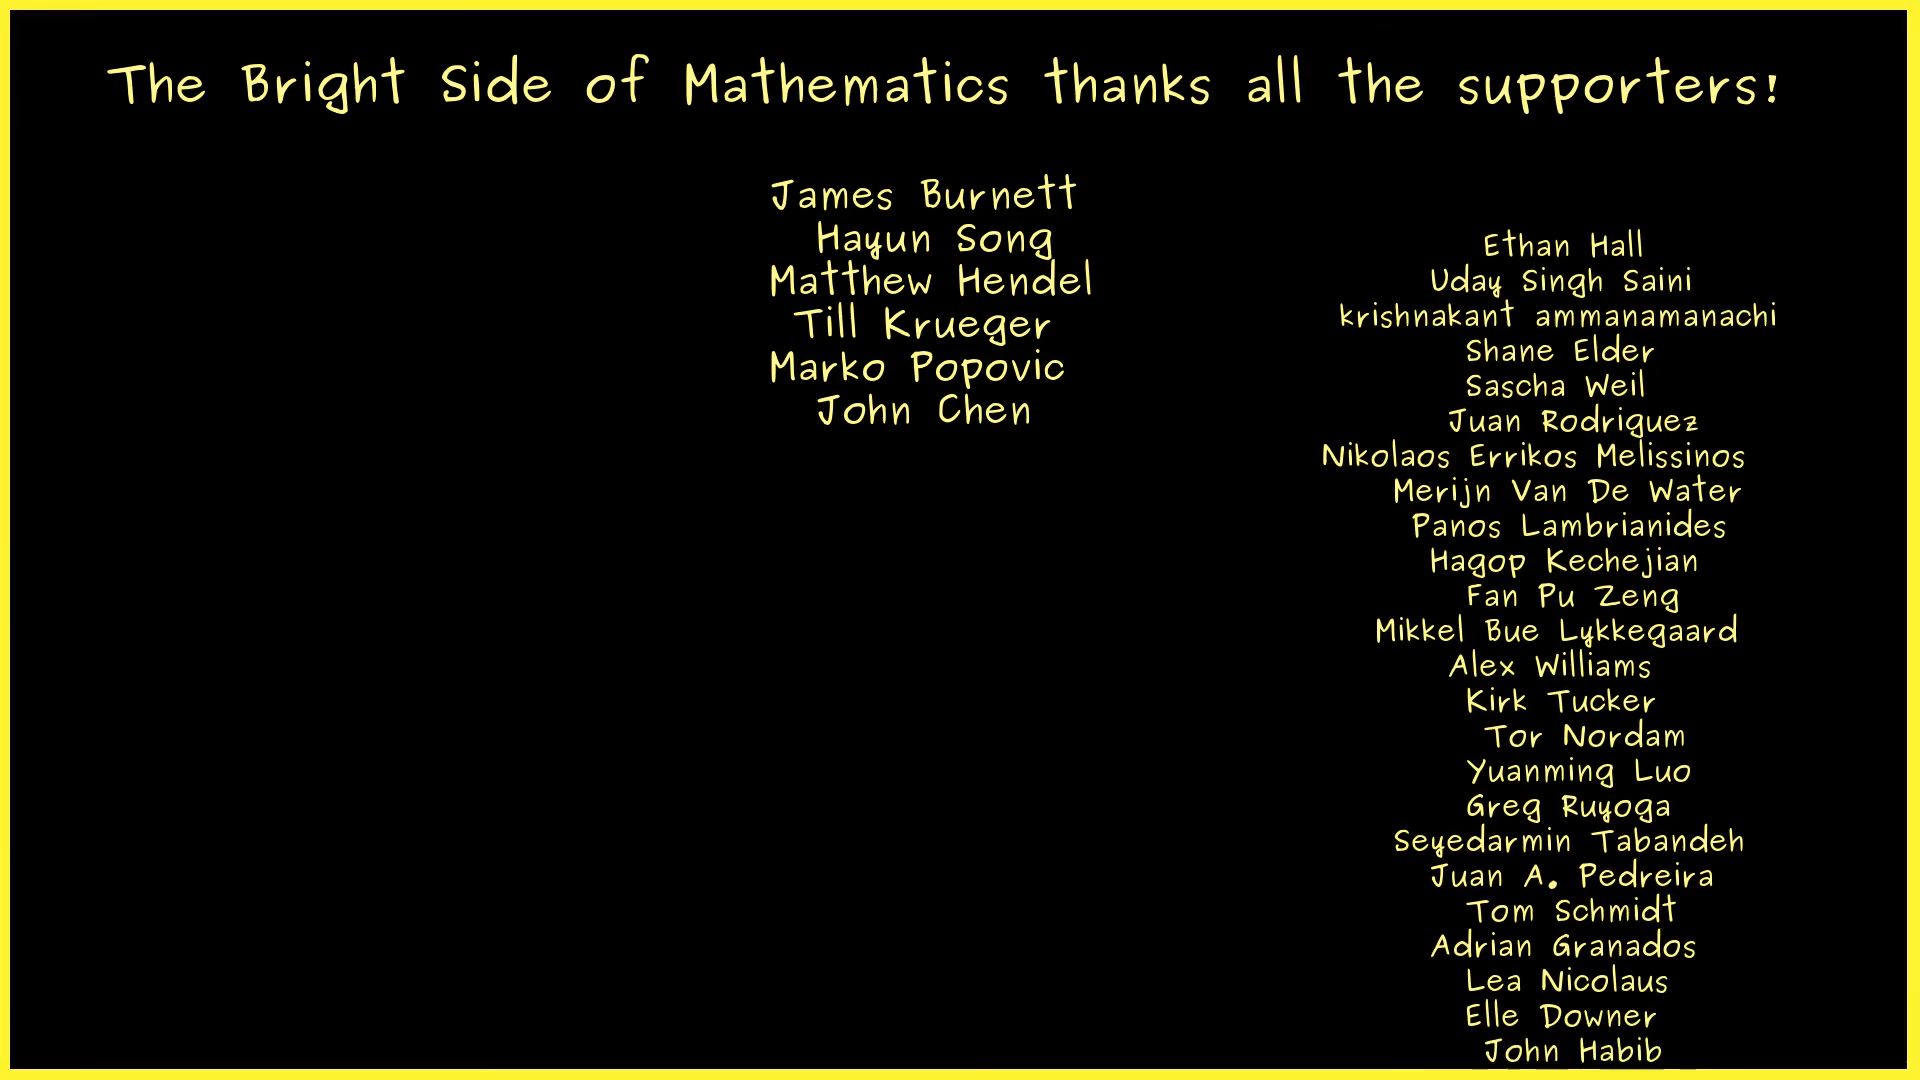 The Bright Side of Mathematics thanks all the supporters!
James Burnett
Hayun Song
Matthew Hendel
Till Krueger
Marko Popovic
John Chen
Ethan Hall
Uday Singh Saini
krishnakant ammanamanachi
Shane Elder
Sascha Weil
Juan Rodriguez
Nikolaos Errikos Melissinos
Merijn Van De Water
Panos Lambrianides
Hagop Kechejian
Fan Pu Zeng
Mikkel Bue Lykkegaard
Alex Williams
Kirk Tucker
Tor Nordam
Yuanming Luo
Greg Ruyoga
Seyedarmin Tabandeh
Juan A. Pedreira
Tom Schmidt
Adrian Granados
Lea Nicolaus
Elle Downer
John Habib